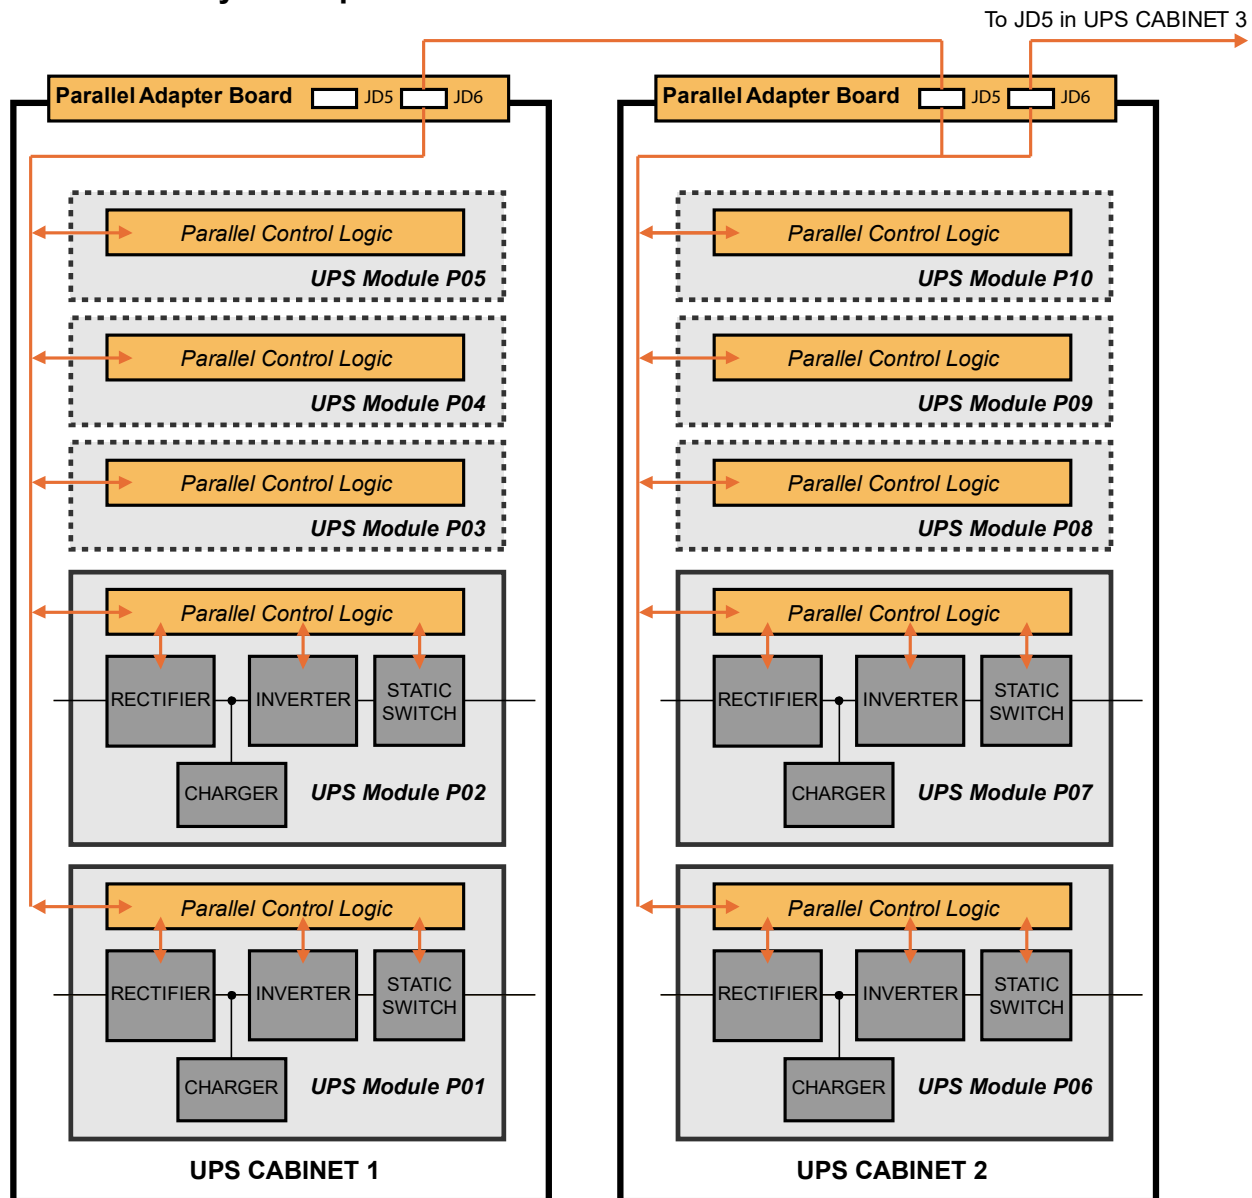 To JD5 in UPS CABINET 3
Parallel Adapter Board JD5 JD6
Parallel Control Logic
UPS Module P05
Parallel Control Logic
UPS Module P04
Parallel Control Logic
UPS Module P03
Parallel Control Logic
RECTIFIER INVERTER STATIC
SWITCH
CHARGER UPS Module P02
Parallel Control Logic
RECTIFIER INVERTER STATIC
SWITCH
CHARGER UPS Module P01
UPS CABINET 1
Parallel Adapter Board JD5 JD6
Parallel Control Logic
UPS Module P10
Parallel Control Logic
UPS Module P09
Parallel Control Logic
UPS Module P08
Parallel Control Logic
RECTIFIER INVERTER STATIC
SWITCH
CHARGER UPS Module P07
Parallel Control Logic
RECTIFIER INVERTER STATIC
SWITCH
CHARGER UPS Module P06
UPS CABINET 2